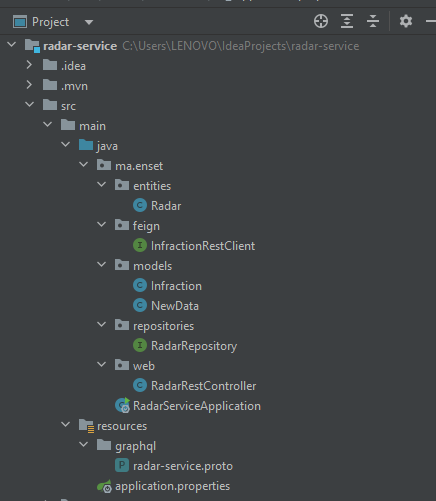 Project
radar-service C:\Users\LENOVO\IdeaProjects\radar-service
.idea
.mvn
src
main
java
ma.enset
entities
C Radar
feign
I InfractionRestClient
models
C Infraction
C NewData
repositories
I RadarRepository
web
C RadarRestController
RadarServiceApplication
resources
graphql
P radar-service.proto
application.properties